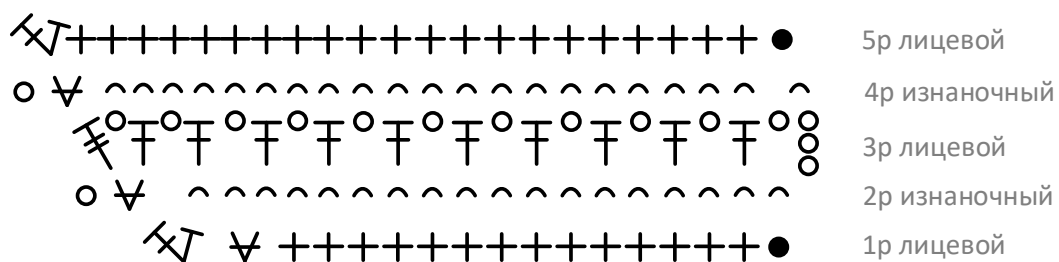 5р лицевой
4р изнаночный
3р лицевой
2р изнаночный
1р лицевой